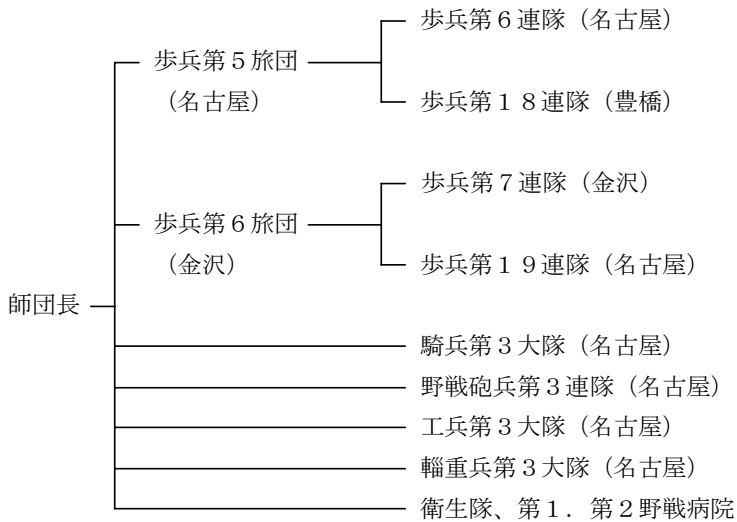 師団長
歩兵第5旅団
（名古屋）
歩兵第6連隊（名古屋）
歩兵第18連隊（豊橋）
歩兵第6旅団
（金沢）
歩兵第7連隊（金沢）
歩兵第19連隊（名古屋）
騎兵第3大隊（名古屋）
野戦砲兵第3連隊（名古屋）
工兵第3大隊（名古屋）
輜重兵第3大隊（名古屋）
衛生隊、第1．第2野戦病院